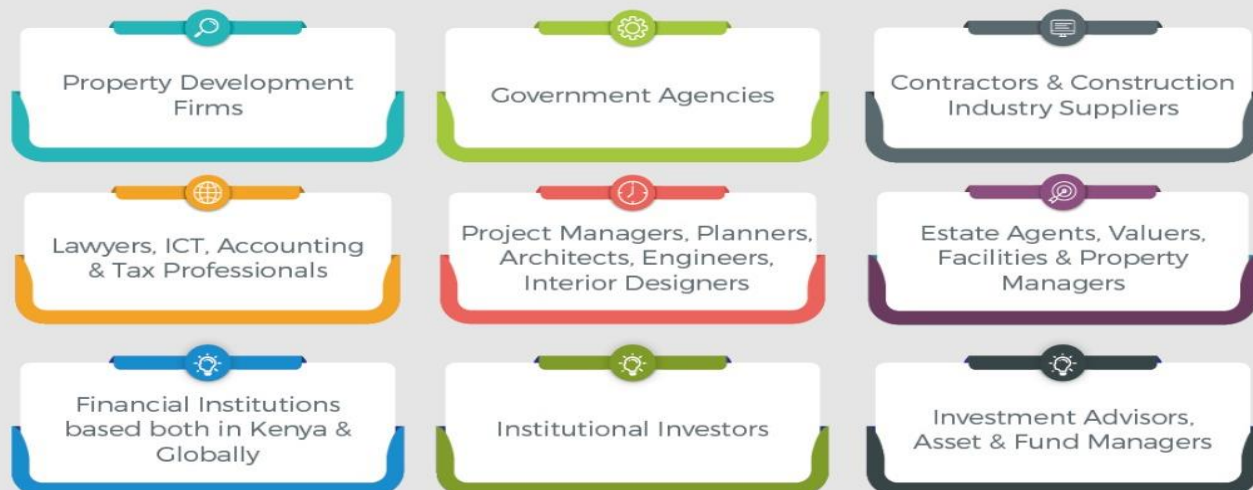 Property Development
Firms
Government Agencies
Contractors & Construction
Industry Suppliers
Lawyers, ICT, Accounting
& Tax Professionals
Project Managers, Planners,
Architects, Engineers,
Interior Designers
Estate Agents, Valuers,
Facilities & Property
Managers
Financial Institutions
based both in Kenya &
Globally
Institutional Investors
Investment Advisors,
Asset & Fund Managers